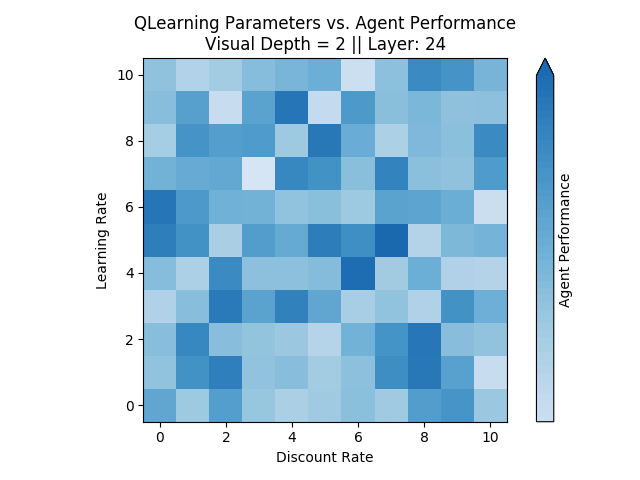 QLearning Parameters vs. Agent Performance
Visual Depth = 2 || Layer: 24
10
8
6
4
2
0
Learning Rate
0 2 4 6 8 10
Discount Rate
Agent Performance